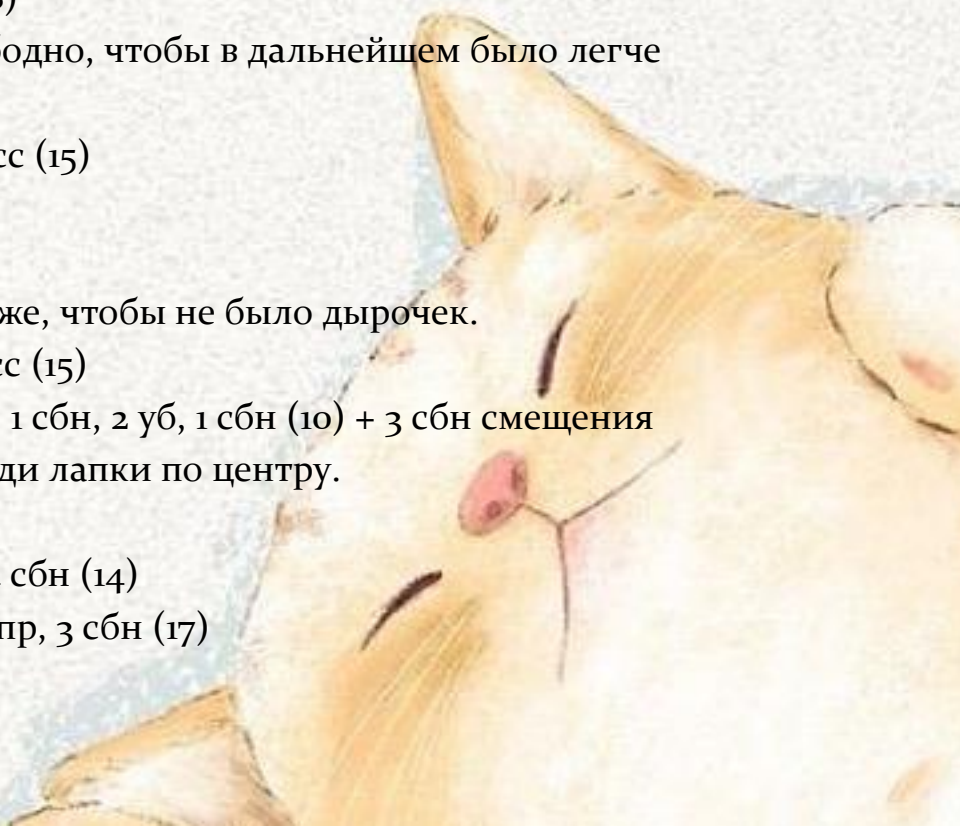 одно, чтобы в дальнейшем было легче
сс (15)
же, чтобы не было дырочек.
сс (15)
1 сбн, 2 уб, 1 сбн (10) + 3 сбн смещения
ди лапки по центру.
сбн (14)
пр, 3 сбн (17)